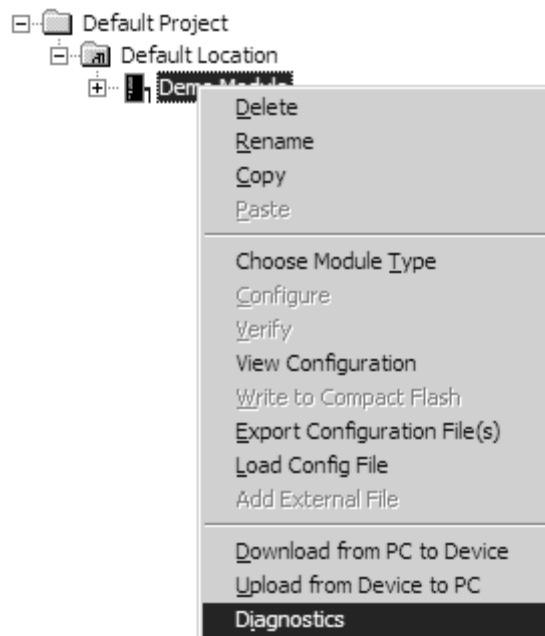 Default Project
Default Location
Demo Module
Delete
Rename
Copy
Paste
Choose Module Type
Configure
Verify
View Configuration
Write to Compact Flash
Export Configuration File(s)
Load Config File
Add External File
Download from PC to Device
Upload from Device to PC
Diagnostics